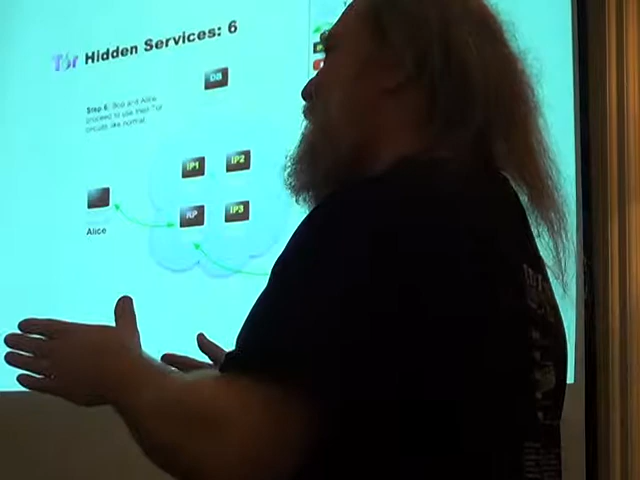 Tor Hidden Services: 6
DB
Step 6: Bob and Alice
proceed to use their Tor
circuits like normal.
IP1
IP2
RP
IP3
Alice